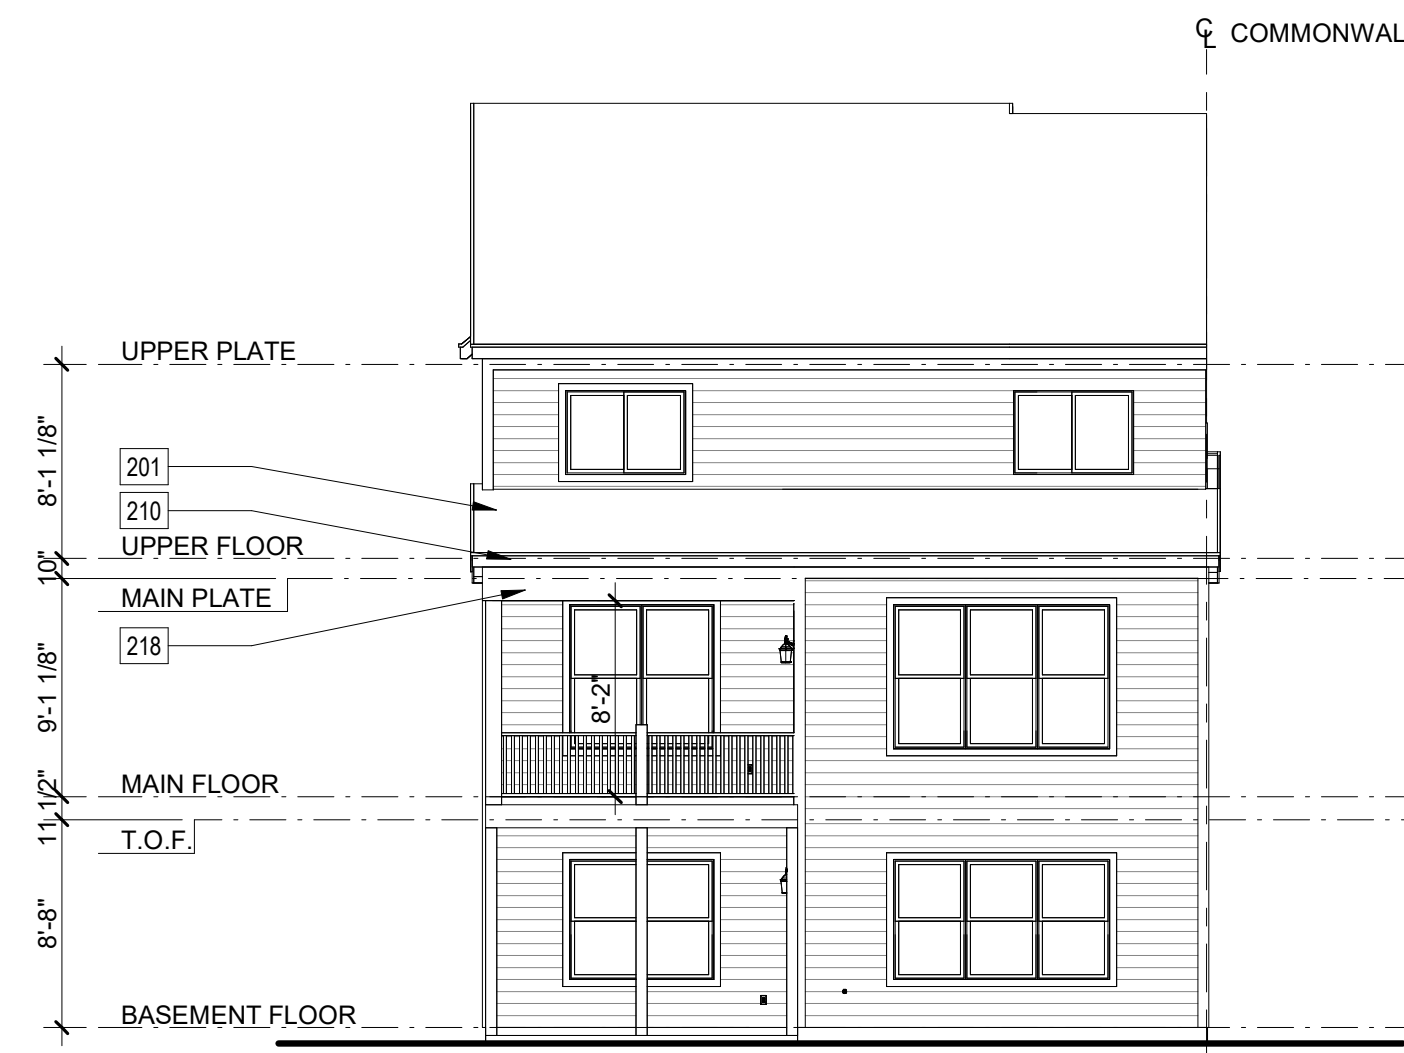 ℄ COMMONWAL
UPPER PLATE
8'-1 1/8"
201
210
UPPER FLOOR
10"
MAIN PLATE
218
9'-1 1/8"
8'-2"
MAIN FLOOR
11 1/2"
T.O.F.
8'-8"
BASEMENT FLOOR